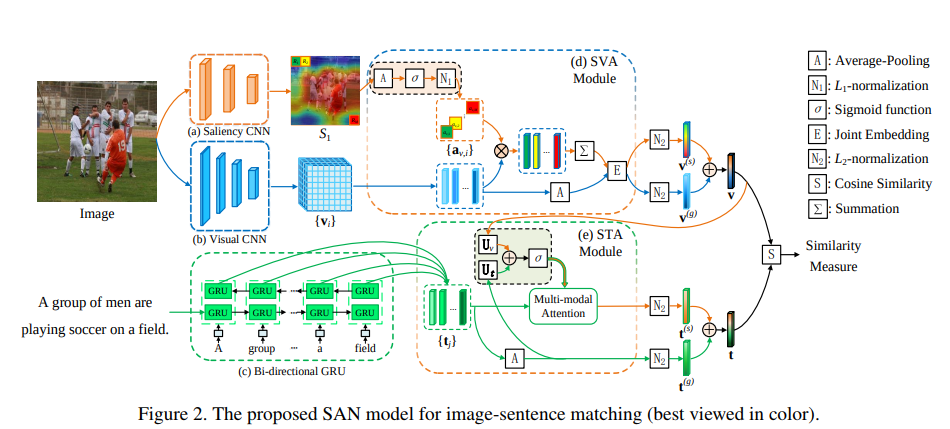 Image
(a) Saliency CNN
(b) Visual CNN
S1
{vi}
(d) SVA
Module
A
σ
N1
{av,i}
⊗
Σ
A
E
N2
v(s)
N2
v(g)
⊕
v
A : Average-Pooling
N1: L1-normalization
σ : Sigmoid function
E : Joint Embedding
N2: L2-normalization
S : Cosine Similarity
Σ : Summation
A group of men are
playing soccer on a field.
GRU GRU ... GRU GRU
GRU GRU ... GRU GRU
A group ... a field
(c) Bi-directional GRU
(e) STA
Module
Uv
Ut
⊕
σ
{tj}
Multi-modal
Attention
A
N2
t(s)
N2
t(g)
⊕
t
S
Similarity
Measure
Figure 2. The proposed SAN model for image-sentence matching (best viewed in color).